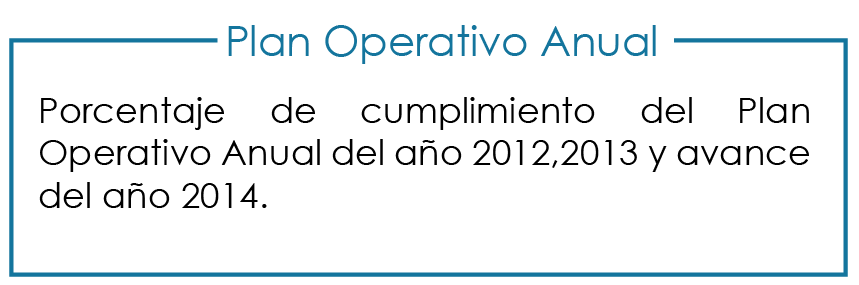 Plan Operativo Anual
Porcentaje de cumplimiento del Plan
Operativo Anual del año 2012,2013 y avance
del año 2014.